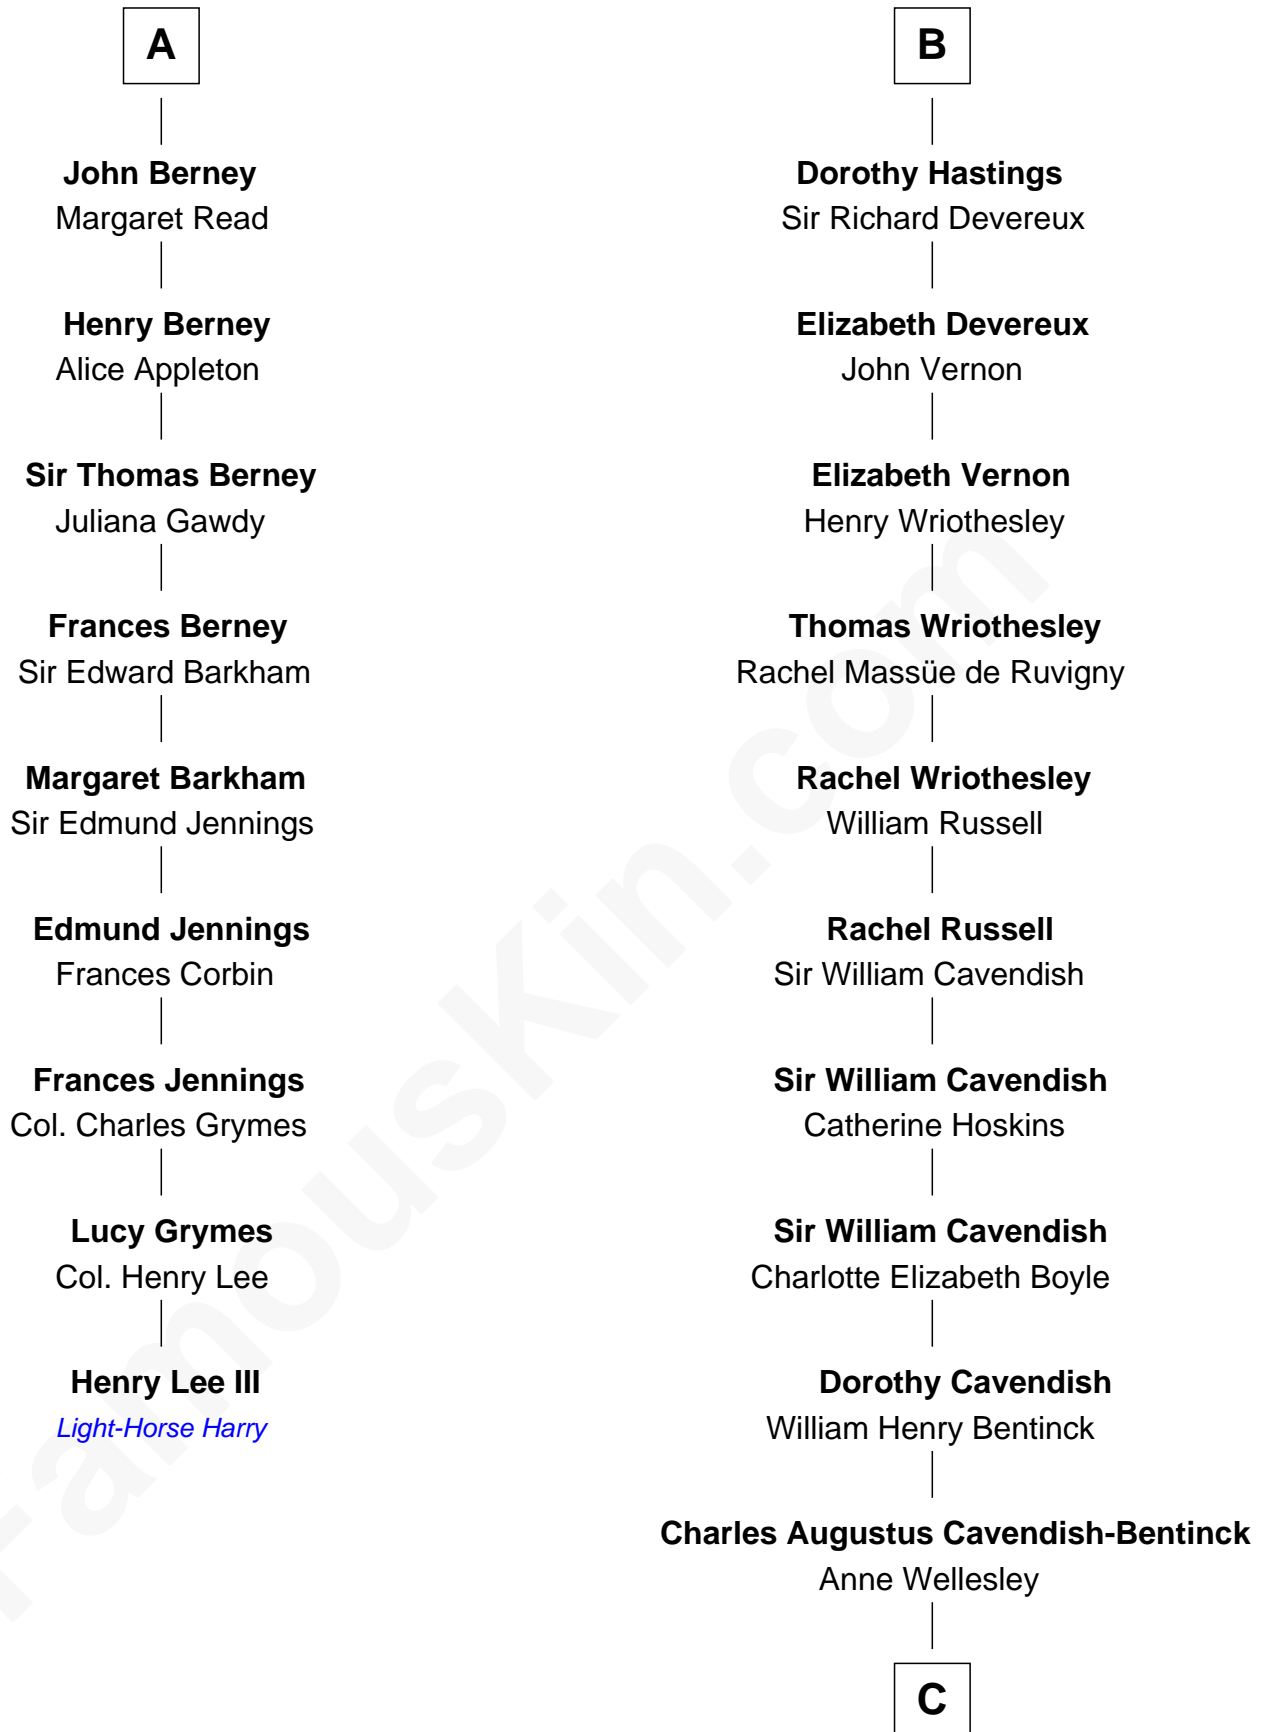 A
John Berney
Margaret Read
Henry Berney
Alice Appleton
Sir Thomas Berney
Juliana Gawdy
Frances Berney
Sir Edward Barkham
Margaret Barkham
Sir Edmund Jennings
Edmund Jennings
Frances Corbin
Frances Jennings
Col. Charles Grymes
Lucy Grymes
Col. Henry Lee
Henry Lee III
Light-Horse Harry
B
Dorothy Hastings
Sir Richard Devereux
Elizabeth Devereux
John Vernon
Elizabeth Vernon
Henry Wriothesley
Thomas Wriothesley
Rachel Massüe de Ruvigny
Rachel Wriothesley
William Russell
Rachel Russell
Sir William Cavendish
Sir William Cavendish
Catherine Hoskins
Sir William Cavendish
Charlotte Elizabeth Boyle
Dorothy Cavendish
William Henry Bentinck
Charles Augustus Cavendish-Bentinck
Anne Wellesley
C
FamousKin.com